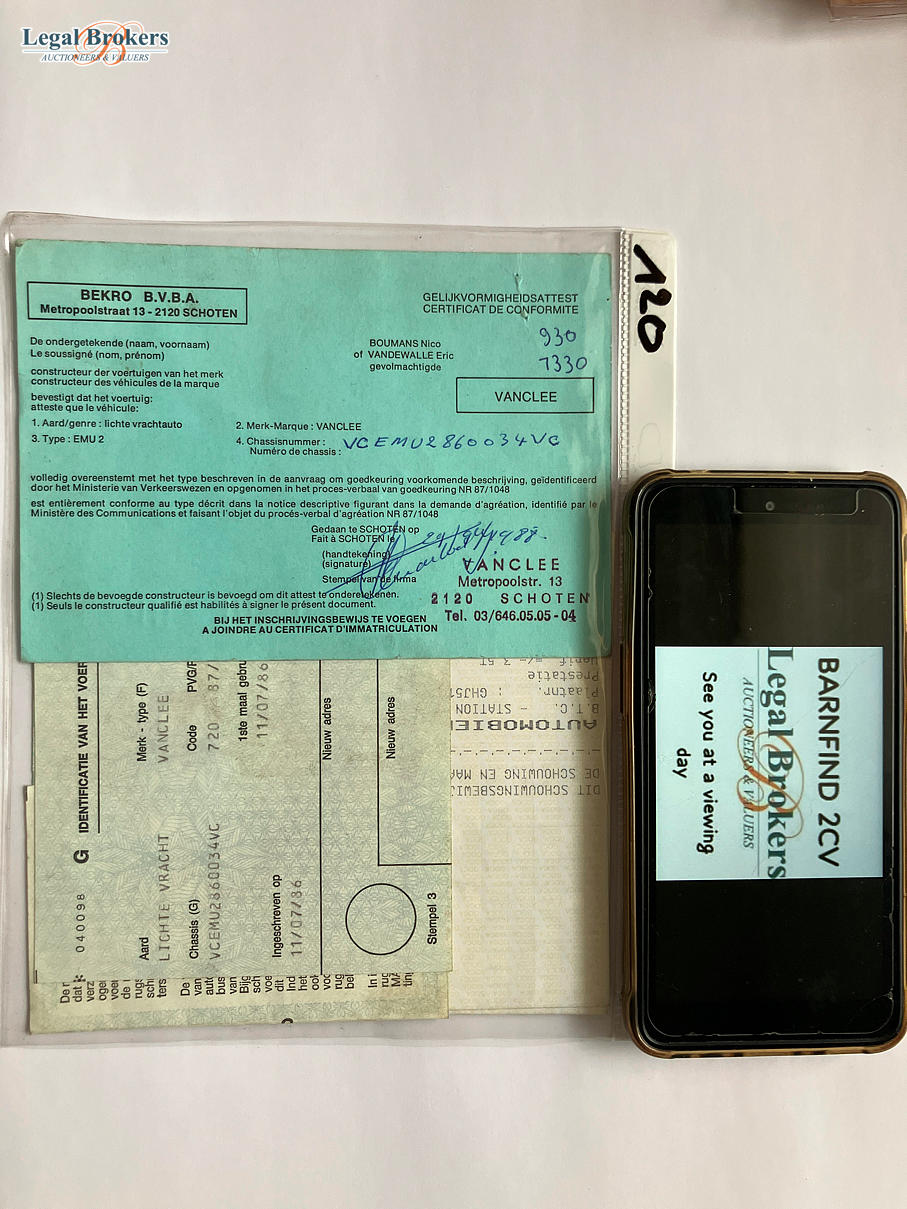 Legal Brokers
AUCTIONEERS & VALUERS
120
BEKRO B.V.B.A.
Metropoolstraat 13 - 2120 SCHOTEN
GELIJKVORMIGHEIDSATTEST
CERTIFICAT DE CONFORMITE
930
7330
De ondergetekende (naam, voornaam)
Le soussigné (nom, prénom)
BOUMANS Nico
of VANDEWALLE Eric
gevolmachtigde
constructeur der voertuigen van het merk
constructeur des véhicules de la marque
VANCLEE
bevestigt dat het voertuig:
atteste que le véhicule:
1. Aard/genre : lichte vrachtauto
2. Merk-Marque : VANCLEE
3. Type : EMU 2
4. Chassisnummer : VCEMU2860034VC
Numéro de chassis :
volledig overeenstemt met het type beschreven in de aanvraag om goedkeuring voorkomende beschrijving, geïdentificeerd
door het Ministerie van Verkeerswezen en opgenomen in het proces-verbaal van goedkeuring NR 87/1048
est entièrement conforme au type décrit dans la notice descriptive figurant dans la demande d'agréation, identifié par le
Ministère des Communications et faisant l'objet du procés-verbal d'agréation NR 87/1048
Gedaan te SCHOTEN op
Fait à SCHOTEN le
(handtekening)
(signature)
Stempel van de firma
VANCLEE
Metropoolstr. 13
2120 SCHOTEN
Tel. 03/646.05.05 - 04
(1) Slechts de bevoegde constructeur is bevoegd om dit attest te ondertekenen.
(1) Seuls le constructeur qualifié est habilités à signer le présent document.
BIJ HET INSCHRIJVINGSBEWIJS TE VOEGEN
A JOINDRE AU CERTIFICAT D'IMMATRICULATION
040098
G IDENTIFICATIE VAN HET VOER
Aard
LICHTE VRACHT
Merk - type (F)
VANCLEE
Chassis (G)
VCEMU2860034VC
Code
720
PVG/P
87/
Ingeschreven op
11/07/86
1ste maal gebru
11/07/86
Nieuw adres
Nieuw adres
Stempel 3
DIT SCHOUWINGSBEWIJ
DE SCHOUWING EN MA
AUTOMOBIE
B.T.C. - STATION
Plaatnr. : GHJ51
Prestatie
BARNFIND 2CV
Legal Brokers
AUCTIONEERS & VALUERS
See you at a viewing
day